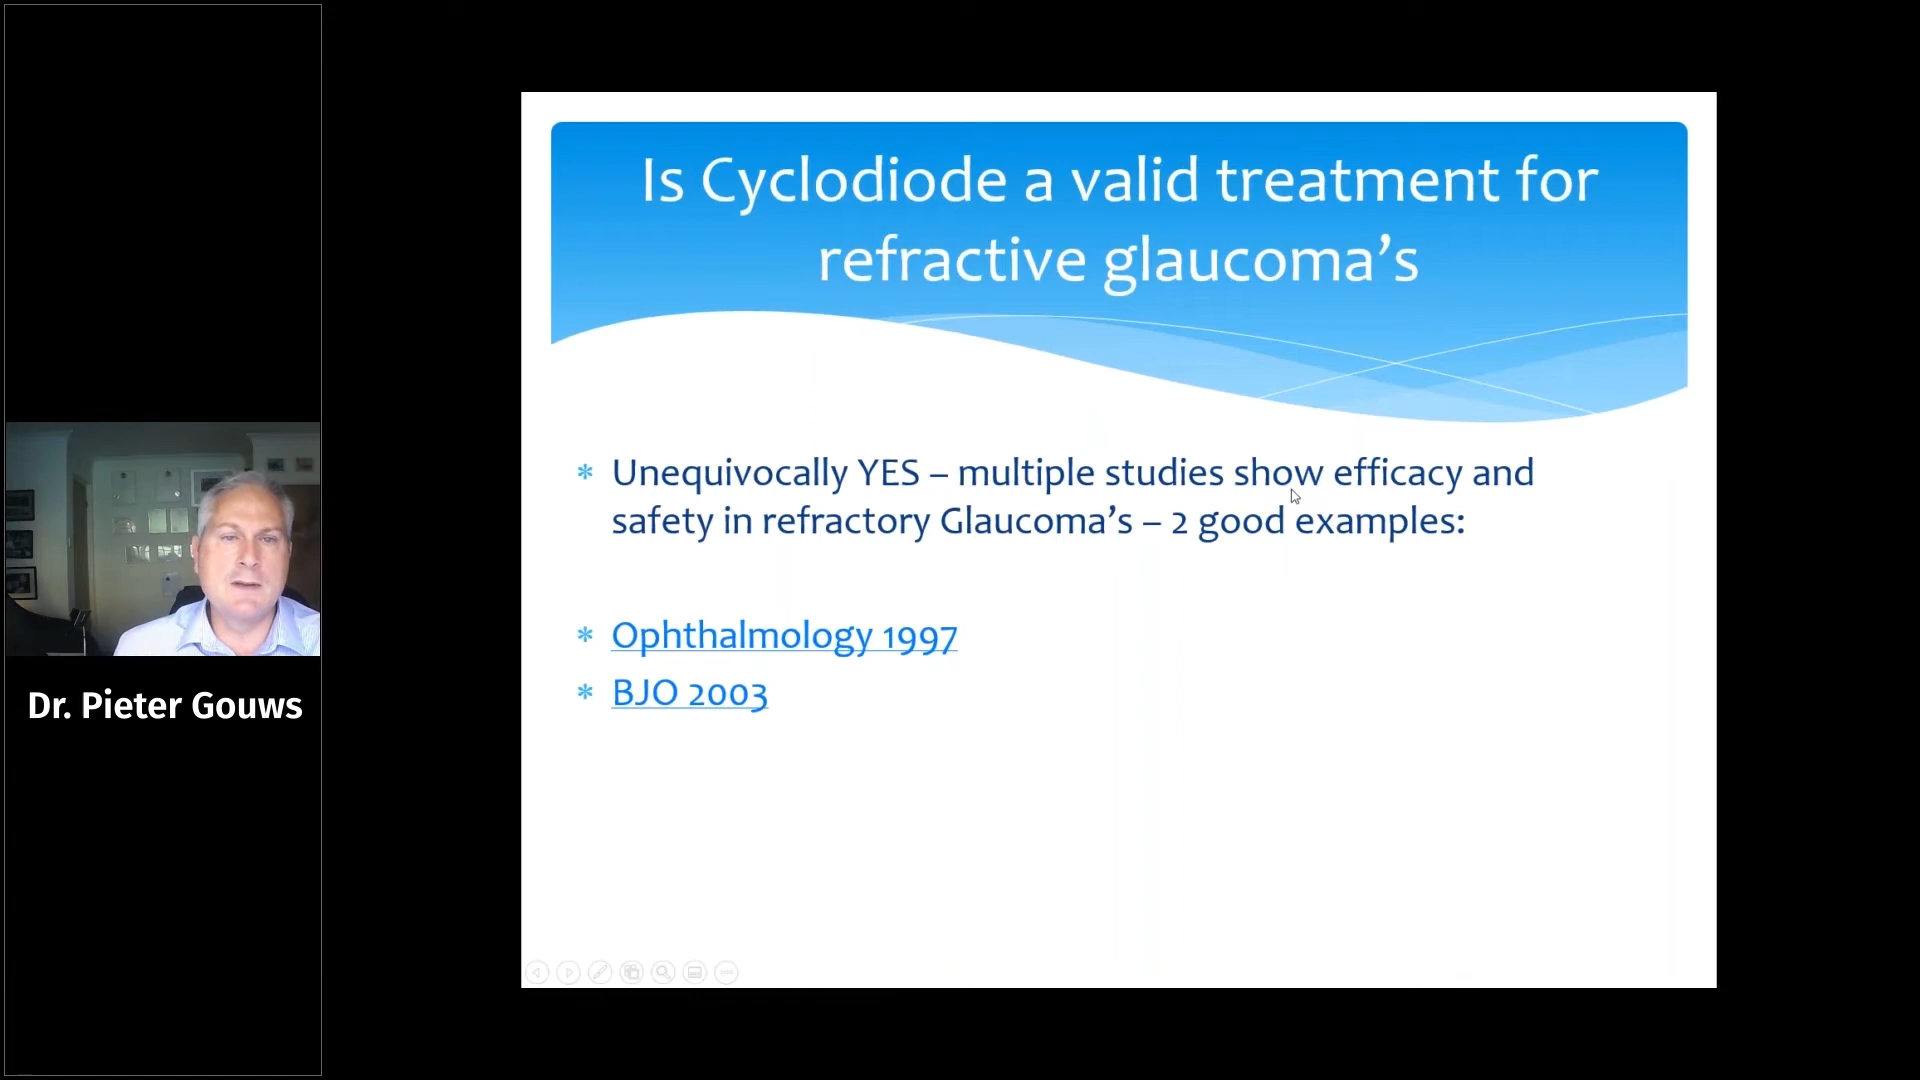 Is Cyclodiode a valid treatment for
refractive glaucoma’s
* Unequivocally YES – multiple studies show efficacy and
safety in refractory Glaucoma’s – 2 good examples:
* Ophthalmology 1997
* BJO 2003
Dr. Pieter Gouws